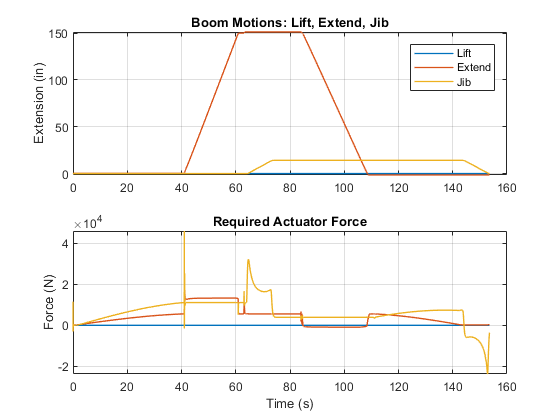 Boom Motions: Lift, Extend, Jib
Extension (in)
150
100
50
0
Lift
Extend
Jib
0 20 40 60 80 100 120 140 160
Required Actuator Force
×10^4
Force (N)
4
2
0
-2
0 20 40 60 80 100 120 140 160
Time (s)